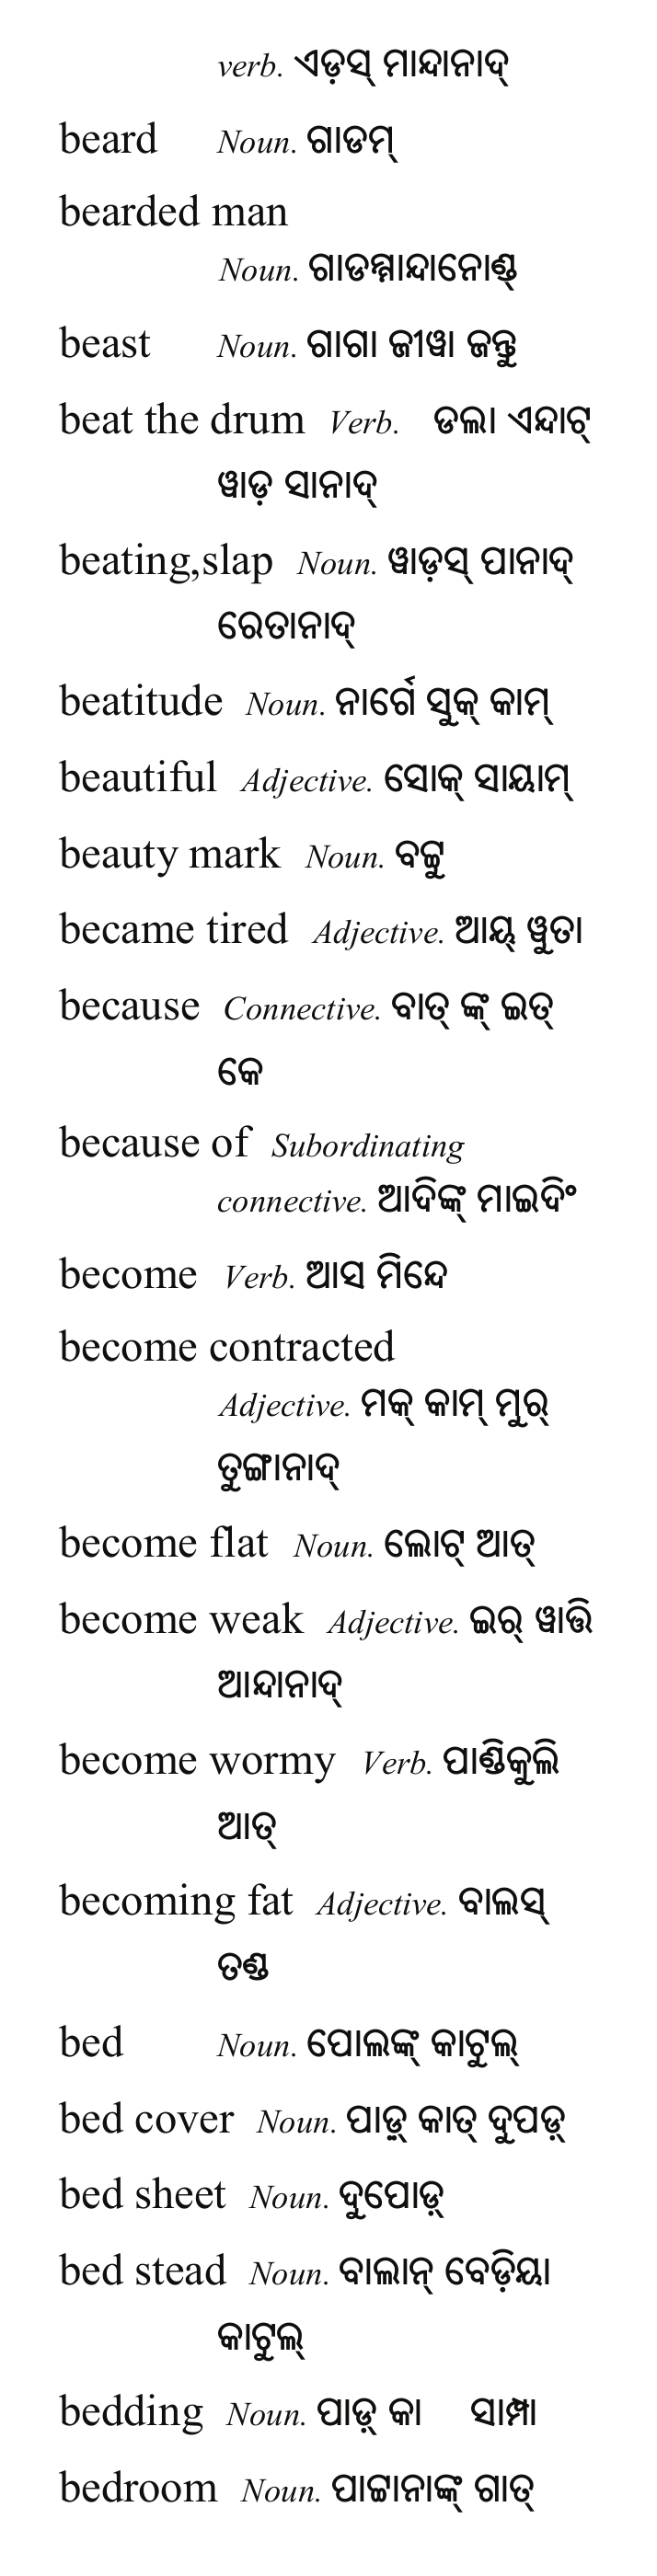 verb. ଏଡ଼ସ୍ ମାନ୍ଦାନାଦ୍
beard Noun. ଗାଡମ୍
bearded man
Noun. ଗାଡମ୍ମାନ୍ଦାନୋଣ୍ଡ୍
beast Noun. ଗାଗା ଜୀୱା ଜନ୍ତୁ
beat the drum Verb. ଡଲା ଏନ୍ଦାଟ୍
ୱାଡ଼ ସାନାଦ୍
beating,slap Noun. ୱାଡ଼ସ୍ ପାନାଦ୍
ରେତାନାଦ୍
beatitude Noun. ନାର୍ଗେ ସୁକ୍ କାମ୍
beautiful Adjective. ସୋକ୍ ସାୟାମ୍
beauty mark Noun. ବଟ୍ଟୁ
became tired Adjective. ଆୟ୍ ୱୁତା
because Connective. ବାତ୍ ଙ୍କ୍ ଇତ୍
କେ
because of Subordinating
connective. ଆଦିଙ୍କ୍ ମାଇଦିଂ
become Verb. ଆସ ମିନ୍ଦେ
become contracted
Adjective. ମକ୍ କାମ୍ ମୁର୍
ତୁଙ୍ଗାନାଦ୍
become flat Noun. ଲୋଟ୍ ଆତ୍
become weak Adjective. ଇର୍ ୱାତ୍ତି
ଆନ୍ଦାନାଦ୍
become wormy Verb. ପାଣ୍ଡିକୁଲି
ଆତ୍
becoming fat Adjective. ବାଲସ୍
ତଣ୍ଡ
bed Noun. ପୋଲଙ୍କ୍ କାଟୁଲ୍
bed cover Noun. ପାଡ଼୍ କାତ୍ ଦୁପଡ଼୍
bed sheet Noun. ଦୁପୋଡ଼୍
bed stead Noun. ବାଲାନ୍ ବେଡ଼ିୟା
କାଟୁଲ୍
bedding Noun. ପାଡ଼୍ କା ସାମ୍ପା
bedroom Noun. ପାଟ୍ଟାନାଙ୍କ୍ ଗାତ୍